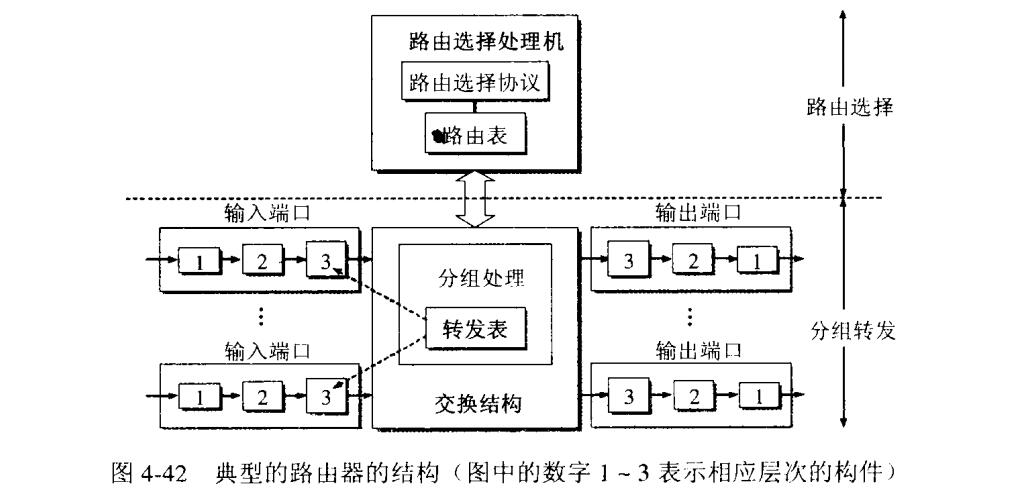 路由选择处理机
路由选择协议
路由表
路由选择
输入端口
输出端口
1 2 3
3 2 1
分组处理
转发表
分组转发
输入端口
输出端口
1 2 3
3 2 1
交换结构
图 4-42 典型的路由器的结构（图中的数字 1~3 表示相应层次的构件）